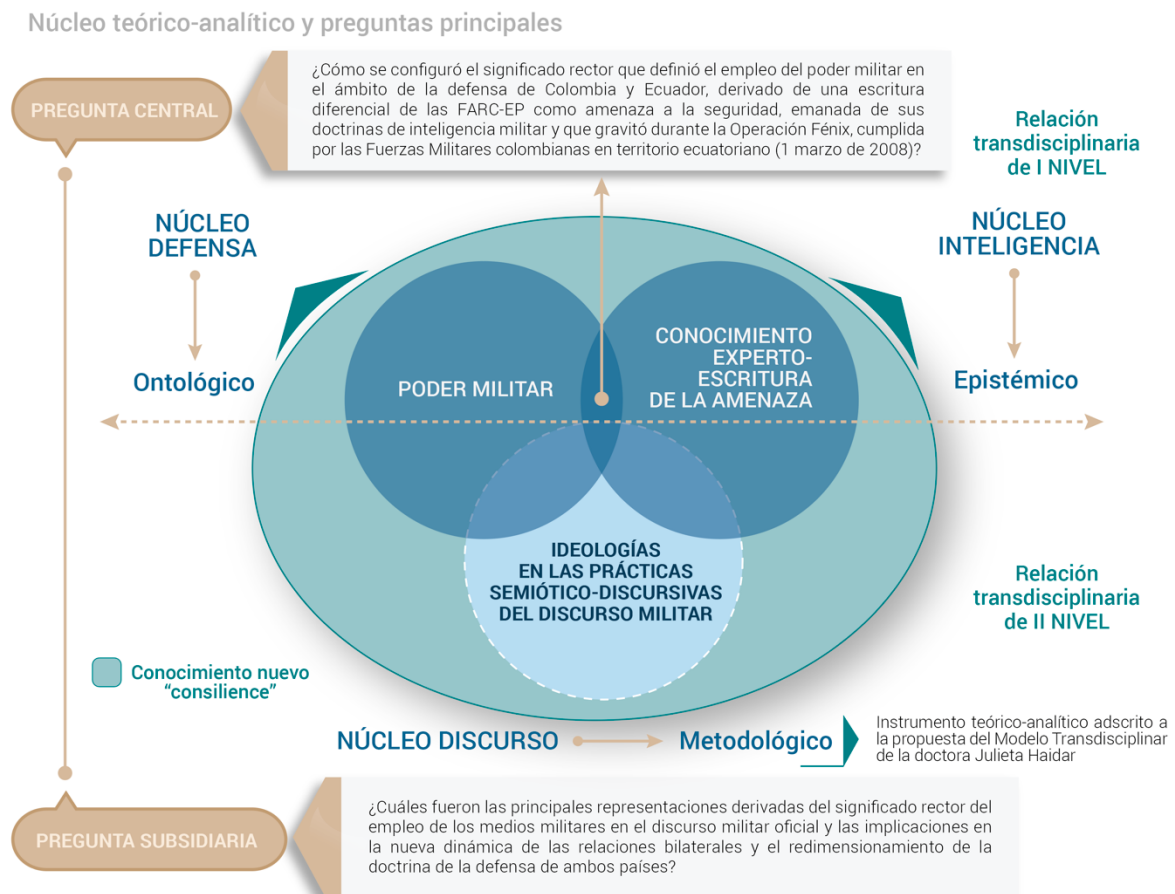 Núcleo teórico-analítico y preguntas principales
PREGUNTA CENTRAL
¿Cómo se configuró el significado rector que definió el empleo del poder militar en
el ámbito de la defensa de Colombia y Ecuador, derivado de una escritura
diferencial de las FARC-EP como amenaza a la seguridad, emanada de sus
doctrinas de inteligencia militar y que gravitó durante la Operación Fénix, cumplida
por las Fuerzas Militares colombianas en territorio ecuatoriano (1 marzo de 2008)?
Relación
transdisciplinaria
de I NIVEL
NÚCLEO
DEFENSA
NÚCLEO
INTELIGENCIA
Ontológico
PODER MILITAR
CONOCIMIENTO
EXPERTO-
ESCRITURA
DE LA AMENAZA
Epistémico
IDEOLOGÍAS
EN LAS PRÁCTICAS
SEMIÓTICO-DISCURSIVAS
DEL DISCURSO MILITAR
Relación
transdisciplinaria
de II NIVEL
Conocimiento nuevo
“consilience”
NÚCLEO DISCURSO
Metodológico
Instrumento teórico-analítico adscrito a
la propuesta del Modelo Transdisciplinar
de la doctora Julieta Haidar
PREGUNTA SUBSIDIARIA
¿Cuáles fueron las principales representaciones derivadas del significado rector del
empleo de los medios militares en el discurso militar oficial y las implicaciones en
la nueva dinámica de las relaciones bilaterales y el redimensionamiento de la
doctrina de la defensa de ambos países?